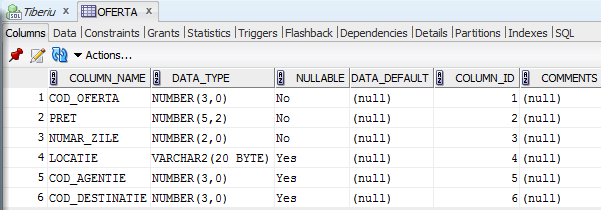 Tiberiu x OFERTA x
Columns Data Constraints Grants Statistics Triggers Flashback Dependencies Details Partitions Indexes SQL
Actions...
COLUMN_NAME DATA_TYPE NULLABLE DATA_DEFAULT COLUMN_ID COMMENTS
1 COD_OFERTA NUMBER(3,0) No (null) 1 (null)
2 PRET NUMBER(5,2) No (null) 2 (null)
3 NUMAR_ZILE NUMBER(2,0) No (null) 3 (null)
4 LOCATIE VARCHAR2(20 BYTE) Yes (null) 4 (null)
5 COD_AGENTIE NUMBER(3,0) Yes (null) 5 (null)
6 COD_DESTINATIE NUMBER(3,0) Yes (null) 6 (null)